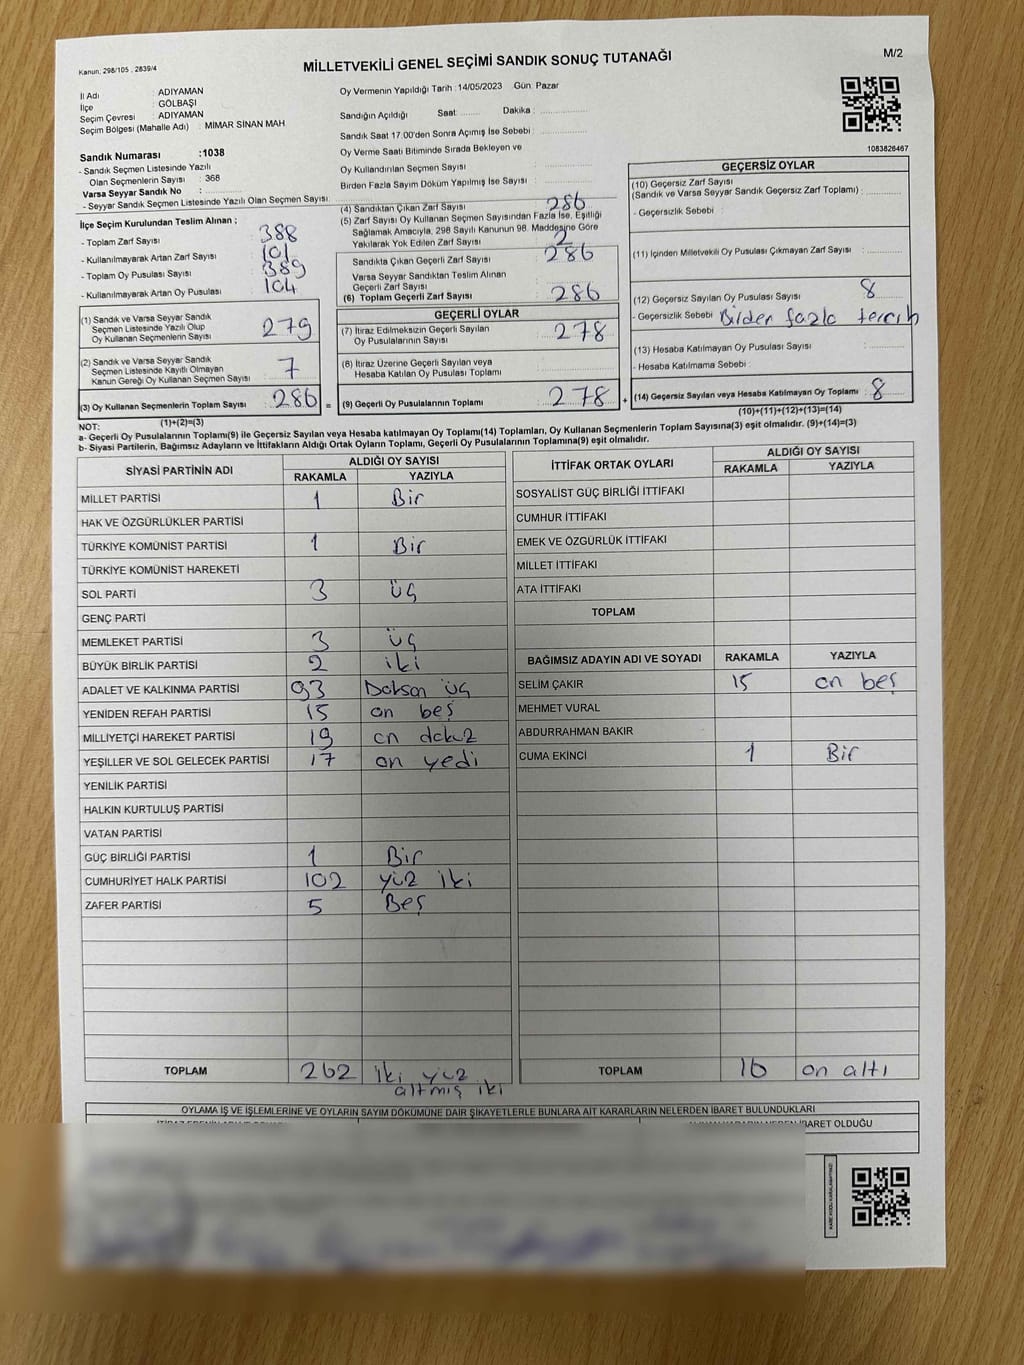 Kanun: 298/105 , 2839/4
MİLLETVEKİLİ GENEL SEÇİMİ SANDIK SONUÇ TUTANAĞI
M/2
İl Adı : ADIYAMAN
İlçe : GÖLBAŞI
Seçim Çevresi : ADIYAMAN
Seçim Bölgesi (Mahalle Adı) : MİMAR SİNAN MAH
Sandık Numarası :1038
- Sandık Seçmen Listesinde Yazılı
Olan Seçmenlerin Sayısı : 368
Varsa Seyyar Sandık No :
- Seyyar Sandık Seçmen Listesinde Yazılı Olan Seçmen Sayısı:
Oy Vermenin Yapıldığı Tarih :14/05/2023 Gün: Pazar
Sandığın Açıldığı Saat: Dakika :
Sandık Saat 17.00'den Sonra Açımış İse Sebebi :
Oy Verme Saati Bitiminde Sırada Bekleyen ve
Oy Kullandırılan Seçmen Sayısı :
Birden Fazla Sayım Döküm Yapılmış İse Sayısı :
1083826467
İlçe Seçim Kurulundan Teslim Alınan ;
- Toplam Zarf Sayısı 388
- Kullanılmayarak Artan Zarf Sayısı 101
- Toplam Oy Pusulası Sayısı 389
- Kullanılmayarak Artan Oy Pusulası 104
(1) Sandık ve Varsa Seyyar Sandık
Seçmen Listesinde Yazılı Olup
Oy Kullanan Seçmenlerin Sayısı 279
(2) Sandık ve Varsa Seyyar Sandık
Seçmen Listesinde Kayıtlı Olmayan
Kanun Gereği Oy Kullanan Seçmen Sayısı 7
(3) Oy Kullanan Seçmenlerin Toplam Sayısı 286 =
(1)+(2)=(3)
(4) Sandıktan Çıkan Zarf Sayısı 286
(5) Zarf Sayısı Oy Kullanan Seçmen Sayısından Fazla İse, Eşitliği
Sağlamak Amacıyla, 298 Sayılı Kanunun 98. Maddesine Göre
Yakılarak Yok Edilen Zarf Sayısı
Sandıkta Çıkan Geçerli Zarf Sayısı 286
Varsa Seyyar Sandıktan Teslim Alınan
Geçerli Zarf Sayısı
(6) Toplam Geçerli Zarf Sayısı 286
GEÇERLİ OYLAR
(7) İtiraz Edilmeksizin Geçerli Sayılan
Oy Pusulalarının Sayısı 278
(8) İtiraz Üzerine Geçerli Sayılan veya
Hesaba Katılan Oy Pusulası Toplamı
(9) Geçerli Oy Pusulalarının Toplamı 278 +
GEÇERSİZ OYLAR
(10) Geçersiz Zarf Sayısı
(Sandık ve Varsa Seyyar Sandık Geçersiz Zarf Toplamı) :
- Geçersizlik Sebebi :
(11) İçinden Milletvekili Oy Pusulası Çıkmayan Zarf Sayısı :
(12) Geçersiz Sayılan Oy Pusulası Sayısı 8
- Geçersizlik Sebebi Birden fazla tercih
(13) Hesaba Katılmayan Oy Pusulası Sayısı :
- Hesaba Katılmama Sebebi :
(14) Geçersiz Sayılan veya Hesaba Katılmayan Oy Toplamı 8
(10)+(11)+(12)+(13)=(14)
NOT:
a- Geçerli Oy Pusulalarının Toplamı(9) ile Geçersiz Sayılan veya Hesaba Katılmayan Oy Toplamı(14) Toplamları, Oy Kullanan Seçmenlerin Toplam Sayısına(3) eşit olmalıdır. (9)+(14)=(3)
b- Siyasi Partilerin, Bağımsız Adayların ve İttifakların Aldığı Ortak Oyların Toplamı, Geçerli Oy Pusulalarının Toplamına(9) eşit olmalıdır.
SİYASİ PARTİNİN ADI ALDIĞI OY SAYISI
RAKAMLA YAZIYLA
MİLLET PARTİSİ 1 Bir
HAK VE ÖZGÜRLÜKLER PARTİSİ
TÜRKİYE KOMÜNİST PARTİSİ 1 Bir
TÜRKİYE KOMÜNİST HAREKETİ
SOL PARTİ 3 üç
GENÇ PARTİ
MEMLEKET PARTİSİ 3 üç
BÜYÜK BİRLİK PARTİSİ 2 iki
ADALET VE KALKINMA PARTİSİ 93 Doksan üç
YENİDEN REFAH PARTİSİ 15 on beş
MİLLİYETÇİ HAREKET PARTİSİ 19 on dokuz
YEŞİLLER VE SOL GELECEK PARTİSİ 17 on yedi
YENİLİK PARTİSİ
HALKIN KURTULUŞ PARTİSİ
VATAN PARTİSİ
GÜÇ BİRLİĞİ PARTİSİ 1 Bir
CUMHURİYET HALK PARTİSİ 102 yüz iki
ZAFER PARTİSİ 5 Beş
TOPLAM 262 iki yüz
altmış iki
İTTİFAK ORTAK OYLARI ALDIĞI OY SAYISI
RAKAMLA YAZIYLA
SOSYALİST GÜÇ BİRLİĞİ İTTİFAKI
CUMHUR İTTİFAKI
EMEK VE ÖZGÜRLÜK İTTİFAKI
MİLLET İTTİFAKI
ATA İTTİFAKI
TOPLAM
BAĞIMSIZ ADAYIN ADI VE SOYADI RAKAMLA YAZIYLA
SELİM ÇAKIR 15 on beş
MEHMET VURAL
ABDURRAHMAN BAKIR
CUMA EKİNCİ 1 Bir
TOPLAM 16 on altı
OYLAMA İŞ VE İŞLEMLERİNE VE OYLARIN SAYIM DÖKÜMÜNE DAİR ŞİKAYETLERLE BUNLARA AİT KARARLARIN NELERDEN İBARET BULUNDUKLARI
İBARET OLDUĞU